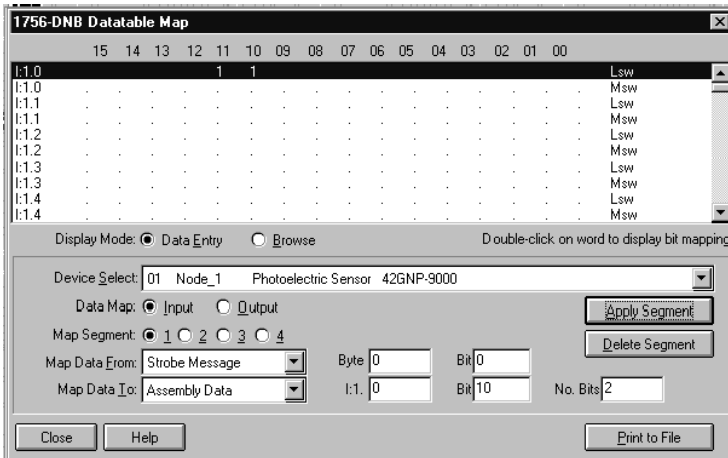 1756-DNB Datatable Map
15 14 13 12 11 10 09 08 07 06 05 04 03 02 01 00
I:1.0 1 1 Lsw
I:1.0 . . . . . . . . . . . . . . . . Msw
I:1.1 . . . . . . . . . . . . . . . . Lsw
I:1.1 . . . . . . . . . . . . . . . . Msw
I:1.2 . . . . . . . . . . . . . . . . Lsw
I:1.2 . . . . . . . . . . . . . . . . Msw
I:1.3 . . . . . . . . . . . . . . . . Lsw
I:1.3 . . . . . . . . . . . . . . . . Msw
I:1.4 . . . . . . . . . . . . . . . . Lsw
I:1.4 . . . . . . . . . . . . . . . . Msw
Display Mode: Data Entry Browse Double-click on word to display bit mapping
Device Select: 01 Node_1 Photoelectric Sensor 42GNP-9000
Data Map: Input Output Apply Segment
Map Segment: 1 2 3 4 Delete Segment
Map Data From: Strobe Message Byte 0 Bit 0
Map Data To: Assembly Data I:1. 0 Bit 10 No. Bits 2
Close Help Print to File